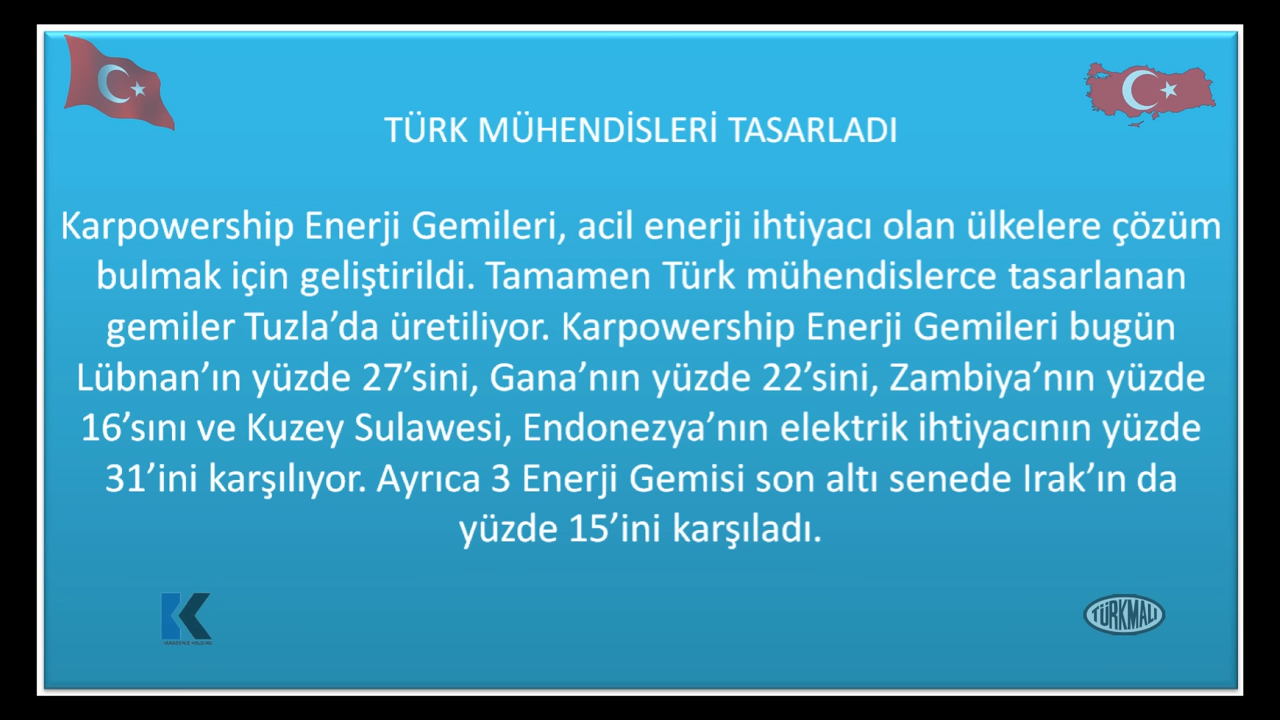 TÜRK MÜHENDİSLERİ TASARLADI
Karpowership Enerji Gemileri, acil enerji ihtiyacı olan ülkelere çözüm
bulmak için geliştirildi. Tamamen Türk mühendislerce tasarlanan
gemiler Tuzla’da üretiliyor. Karpowership Enerji Gemileri bugün
Lübnan’ın yüzde 27’sini, Gana’nın yüzde 22’sini, Zambiya’nın yüzde
16’sını ve Kuzey Sulawesi, Endonezya’nın elektrik ihtiyacının yüzde
31’ini karşılıyor. Ayrıca 3 Enerji Gemisi son altı senede Irak’ın da
yüzde 15’ini karşıladı.
KARADENİZ HOLDİNG
TÜRKMALI